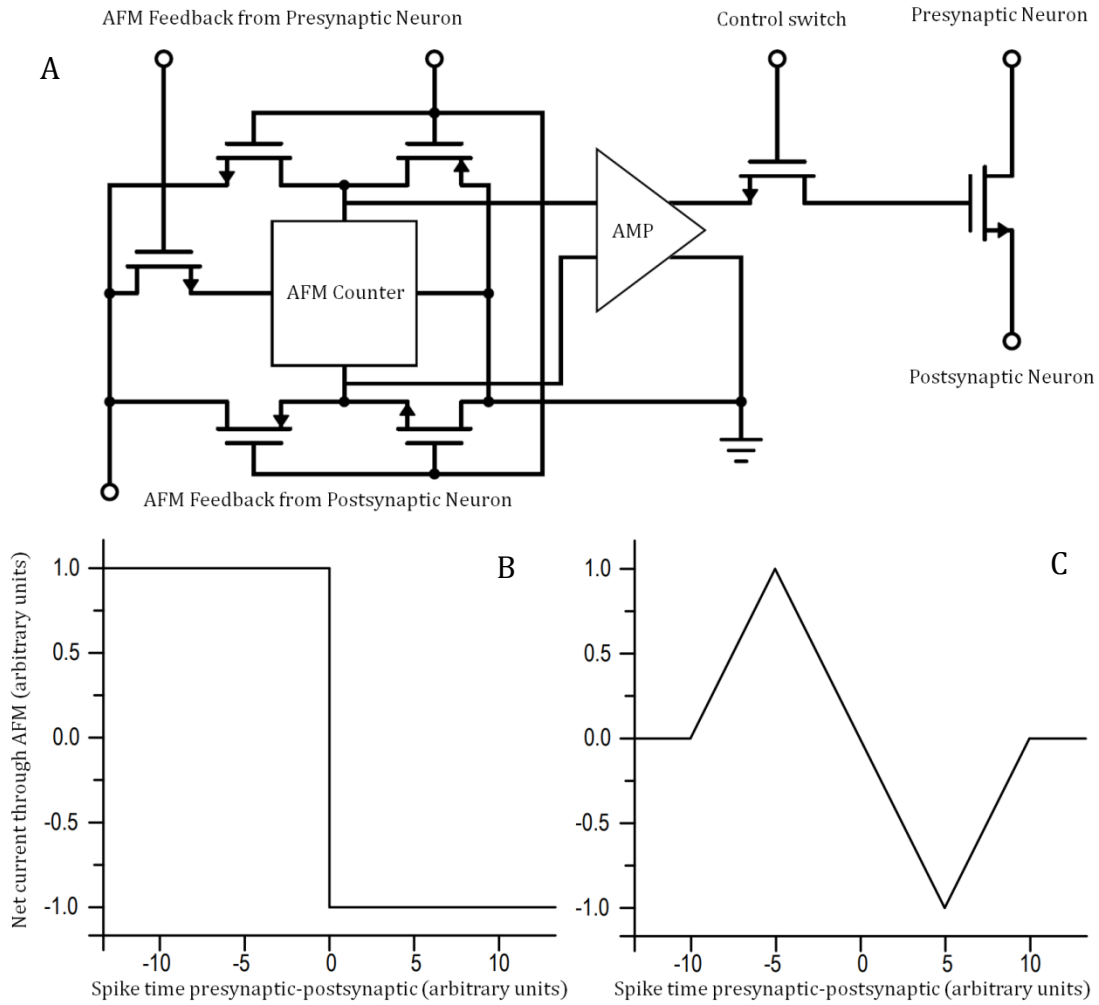 AFM Feedback from Presynaptic Neuron
Control switch
Presynaptic Neuron
A
AMP
AFM Counter
Postsynaptic Neuron
AFM Feedback from Postsynaptic Neuron
B
Net current through AFM (arbitrary units)
1.0
0.5
0.0
-0.5
-1.0
-10 -5 0 5 10
Spike time presynaptic-postsynaptic (arbitrary units)
C
1.0
0.5
0.0
-0.5
-1.0
-10 -5 0 5 10
Spike time presynaptic-postsynaptic (arbitrary units)